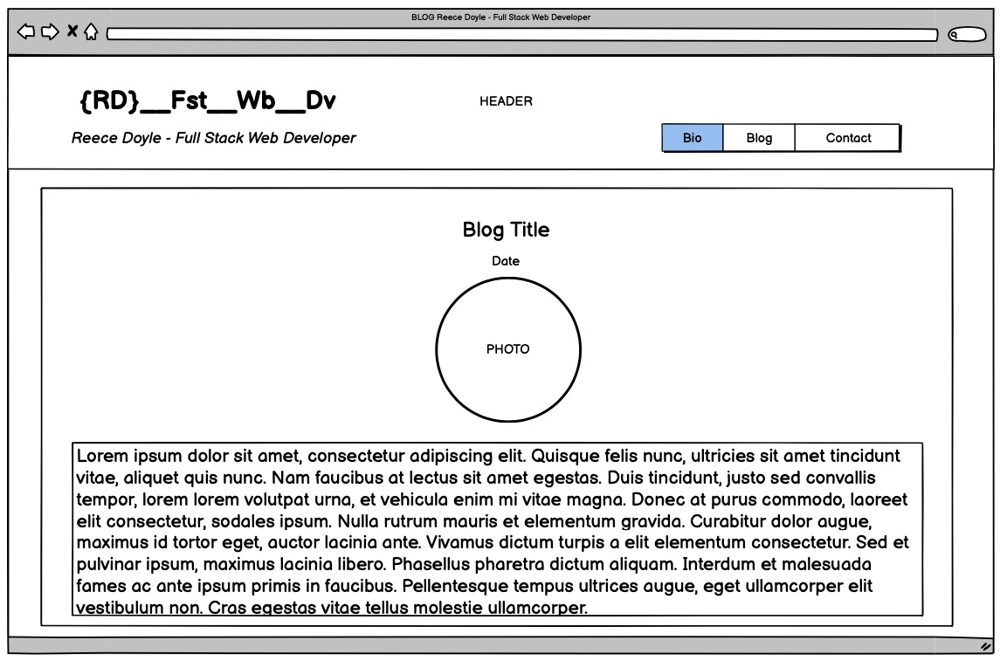 BLOG Reece Doyle - Full Stack Web Developer
{RD}__Fst__Wb__Dv
HEADER
Reece Doyle - Full Stack Web Developer
Bio
Blog
Contact
Blog Title
Date
PHOTO
Lorem ipsum dolor sit amet, consectetur adipiscing elit. Quisque felis nunc, ultricies sit amet tincidunt
vitae, aliquet quis nunc. Nam faucibus at lectus sit amet egestas. Duis tincidunt, justo sed convallis
tempor, lorem lorem volutpat urna, et vehicula enim mi vitae magna. Donec at purus commodo, laoreet
elit consectetur, sodales ipsum. Nulla rutrum mauris et elementum gravida. Curabitur dolor augue,
maximus id tortor eget, auctor lacinia ante. Vivamus dictum turpis a elit elementum consectetur. Sed et
pulvinar ipsum, maximus lacinia libero. Phasellus pharetra dictum aliquam. Interdum et malesuada
fames ac ante ipsum primis in faucibus. Pellentesque tempus ultrices augue, eget ullamcorper elit
vestibulum non. Cras egestas vitae tellus molestie ullamcorper.